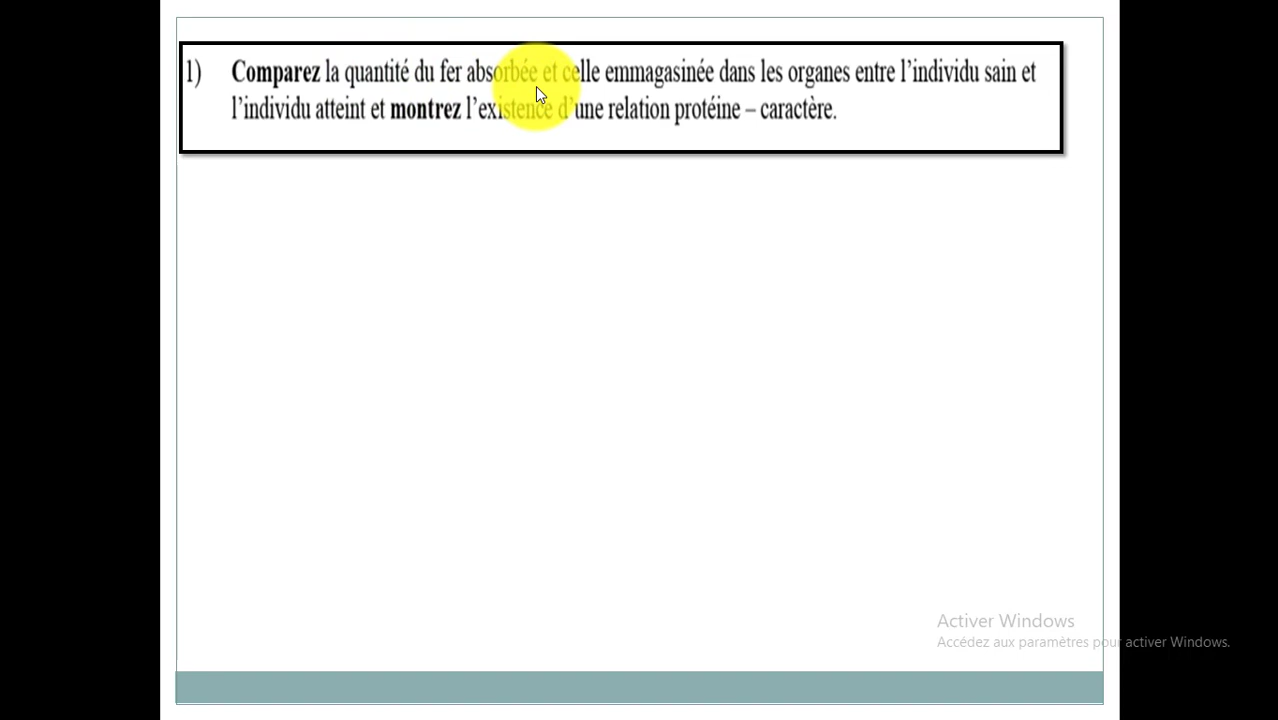 1) Comparez la quantité du fer absorbée et celle emmagasinée dans les organes entre l'individu sain et
l'individu atteint et montrez l'existence d'une relation protéine – caractère.
Activer Windows
Accédez aux paramètres pour activer Windows.